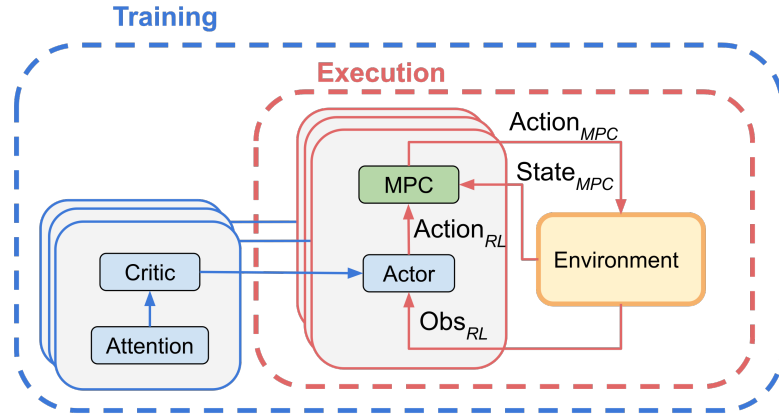 Training
Execution
Action_MPC
MPC
State_MPC
Action_RL
Critic
Actor
Environment
Obs_RL
Attention